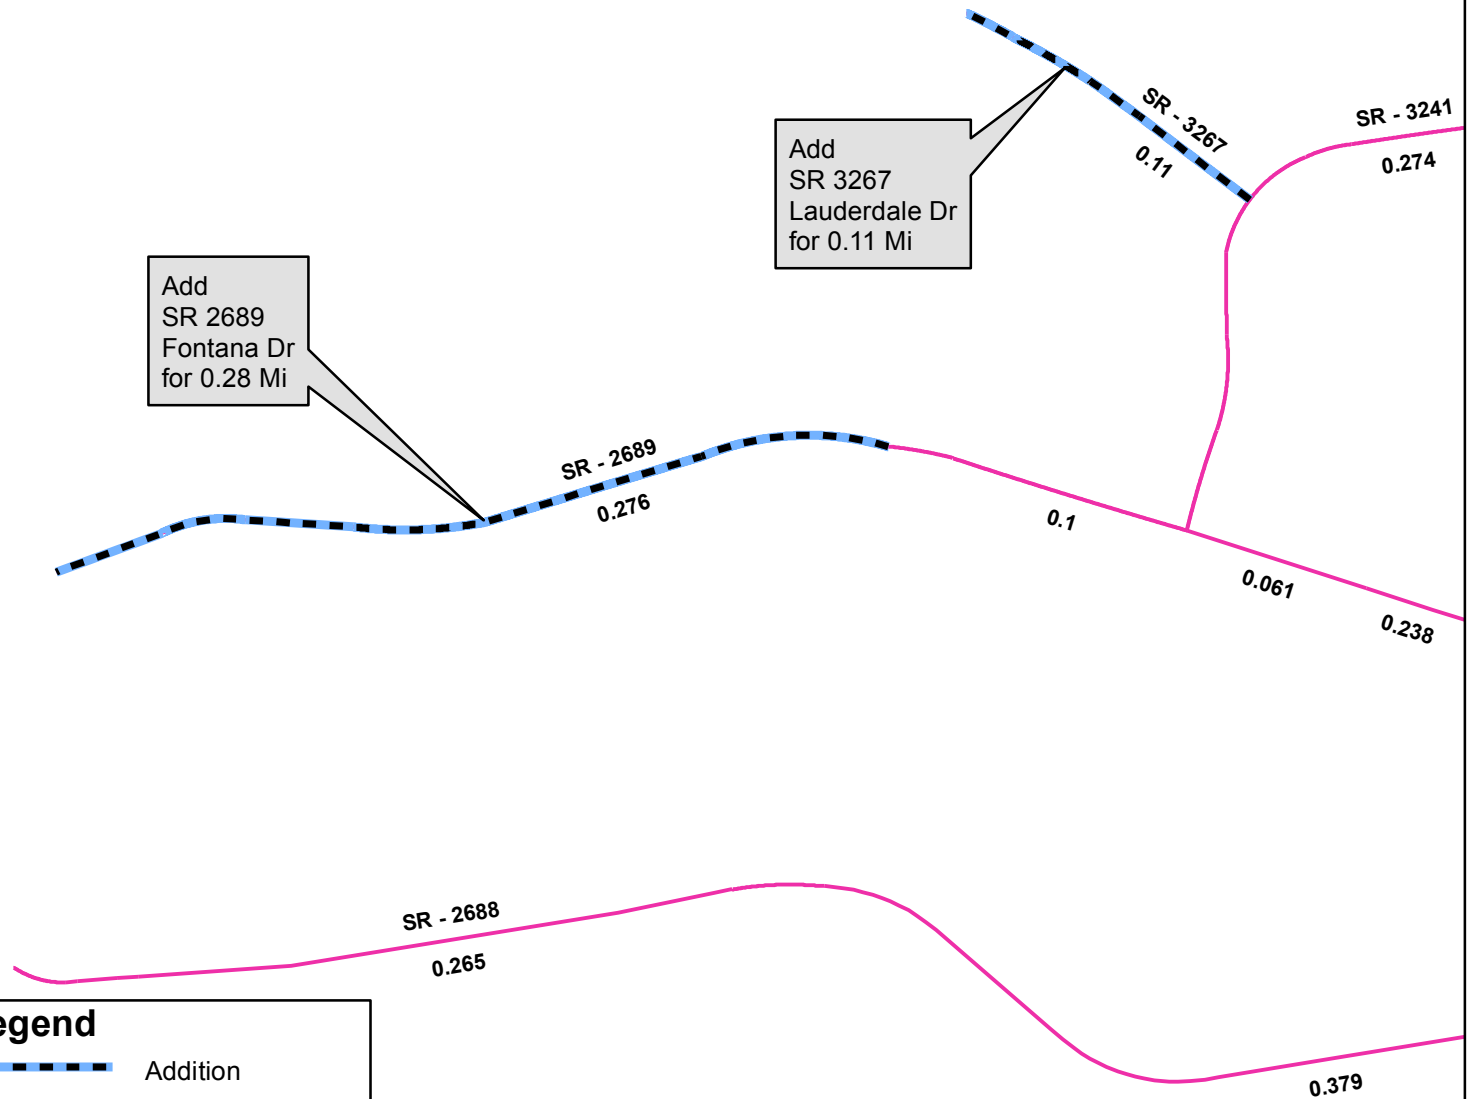 SR - 3267
0.11
SR - 3241
0.274
Add
SR 3267
Lauderdale Dr
for 0.11 Mi
Add
SR 2689
Fontana Dr
for 0.28 Mi
SR - 2689
0.276
0.1
0.061
0.238
SR - 2688
0.265
0.379
egend
Addition